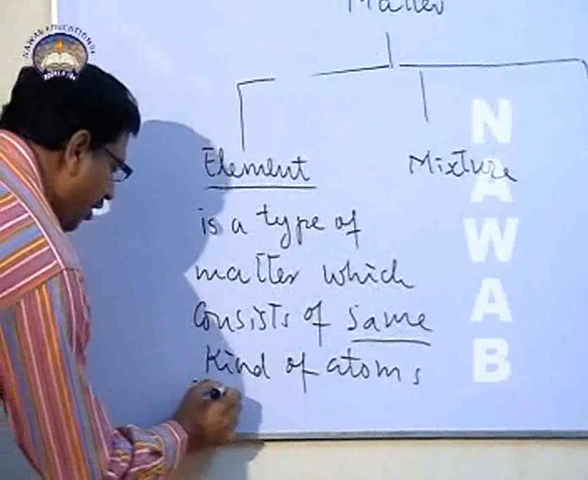 Matter
Element
Mixture
is a type of
matter which
Consists of same
Kind of atoms
NAWAB